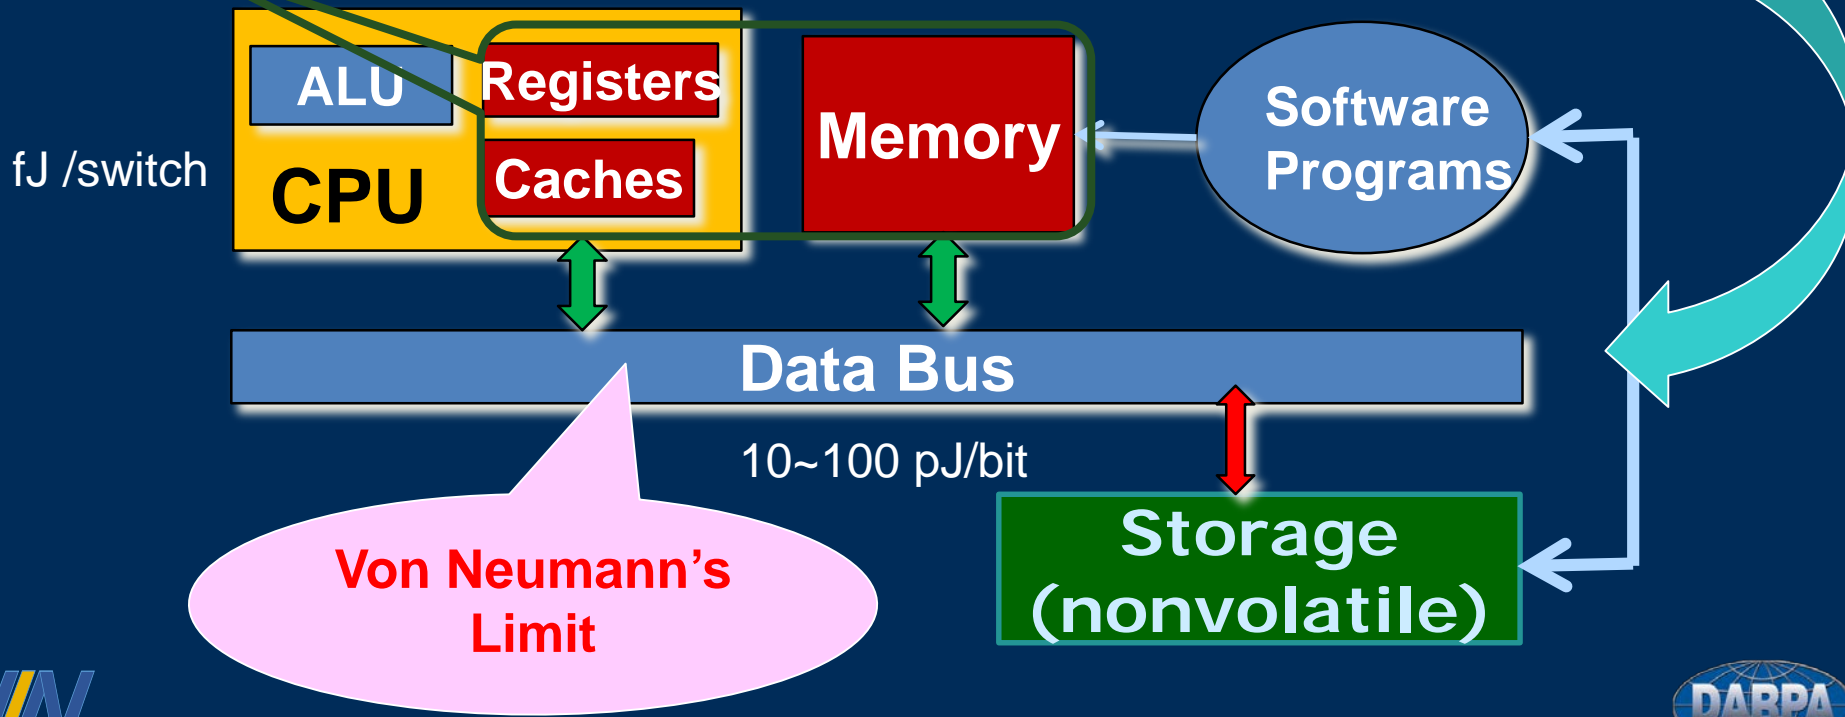 ALU
Registers
Caches
CPU
fJ /switch
Memory
Software
Programs
Data Bus
10~100 pJ/bit
Von Neumann’s
Limit
Storage
(nonvolatile)
DARPA